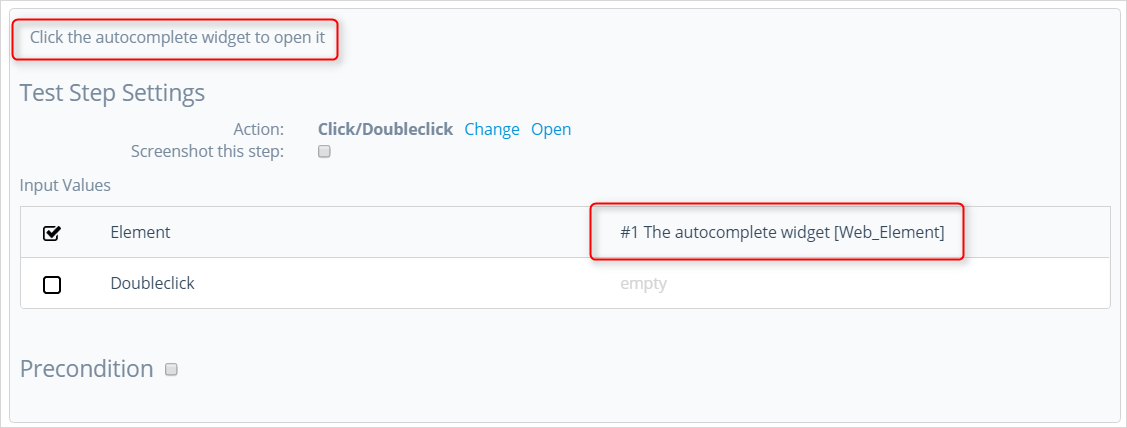 Click the autocomplete widget to open it
Test Step Settings
Action: Click/Doubleclick Change Open
Screenshot this step:
Input Values
Element #1 The autocomplete widget [Web_Element]
Doubleclick empty
Precondition